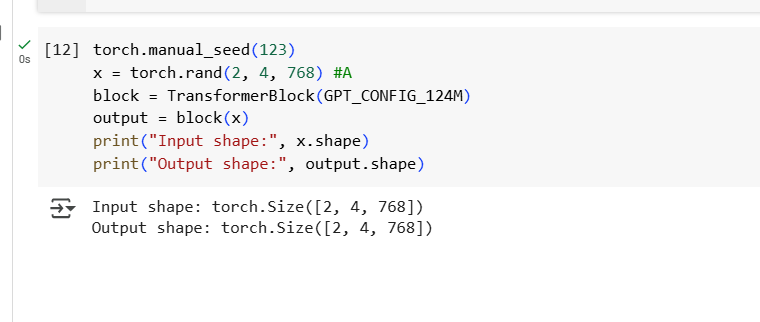 [12] torch.manual_seed(123)
0s
x = torch.rand(2, 4, 768) #A
block = TransformerBlock(GPT_CONFIG_124M)
output = block(x)
print("Input shape:", x.shape)
print("Output shape:", output.shape)
Input shape: torch.Size([2, 4, 768])
Output shape: torch.Size([2, 4, 768])